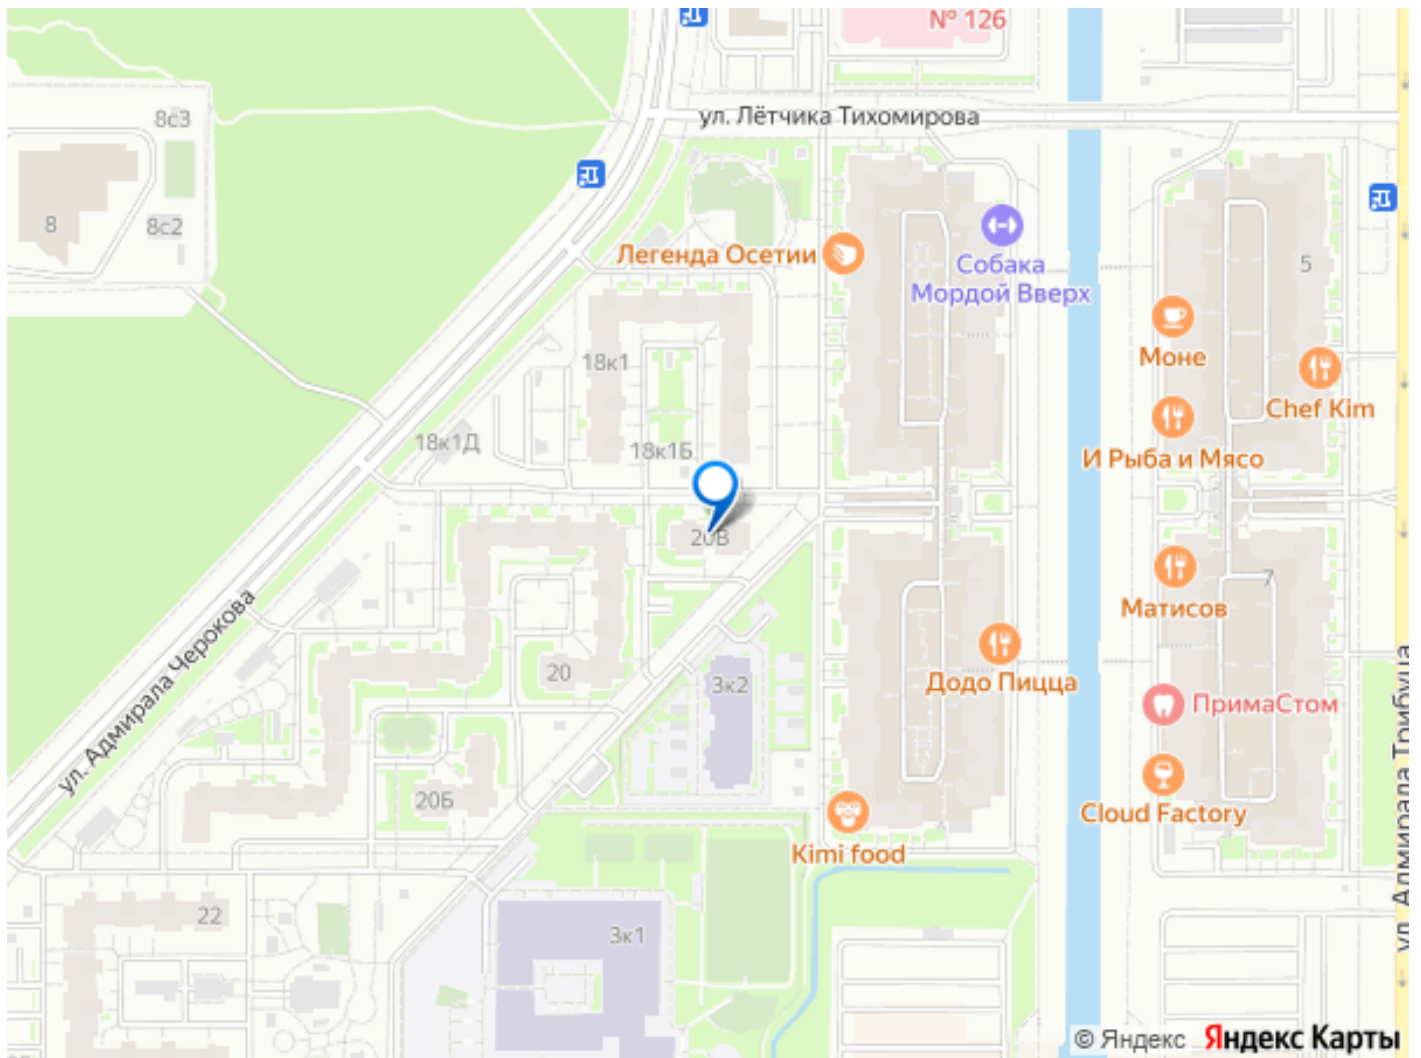 № 126
ул. Лётчика Тихомирова
8с3
8
8с2
Легенда Осетии
Собака
Мордой Вверх
5
Моне
18к1
Chef Kim
18к1Д
18к1Б
И Рыба и Мясо
20В
7
Матисов
ул. Адмирала Черокова
20
3к2
Додо Пицца
ПримаСтом
20Б
Cloud Factory
Kimi food
ул. Адмирала Трибуца
22
3к1
© Яндекс Яндекс Карты